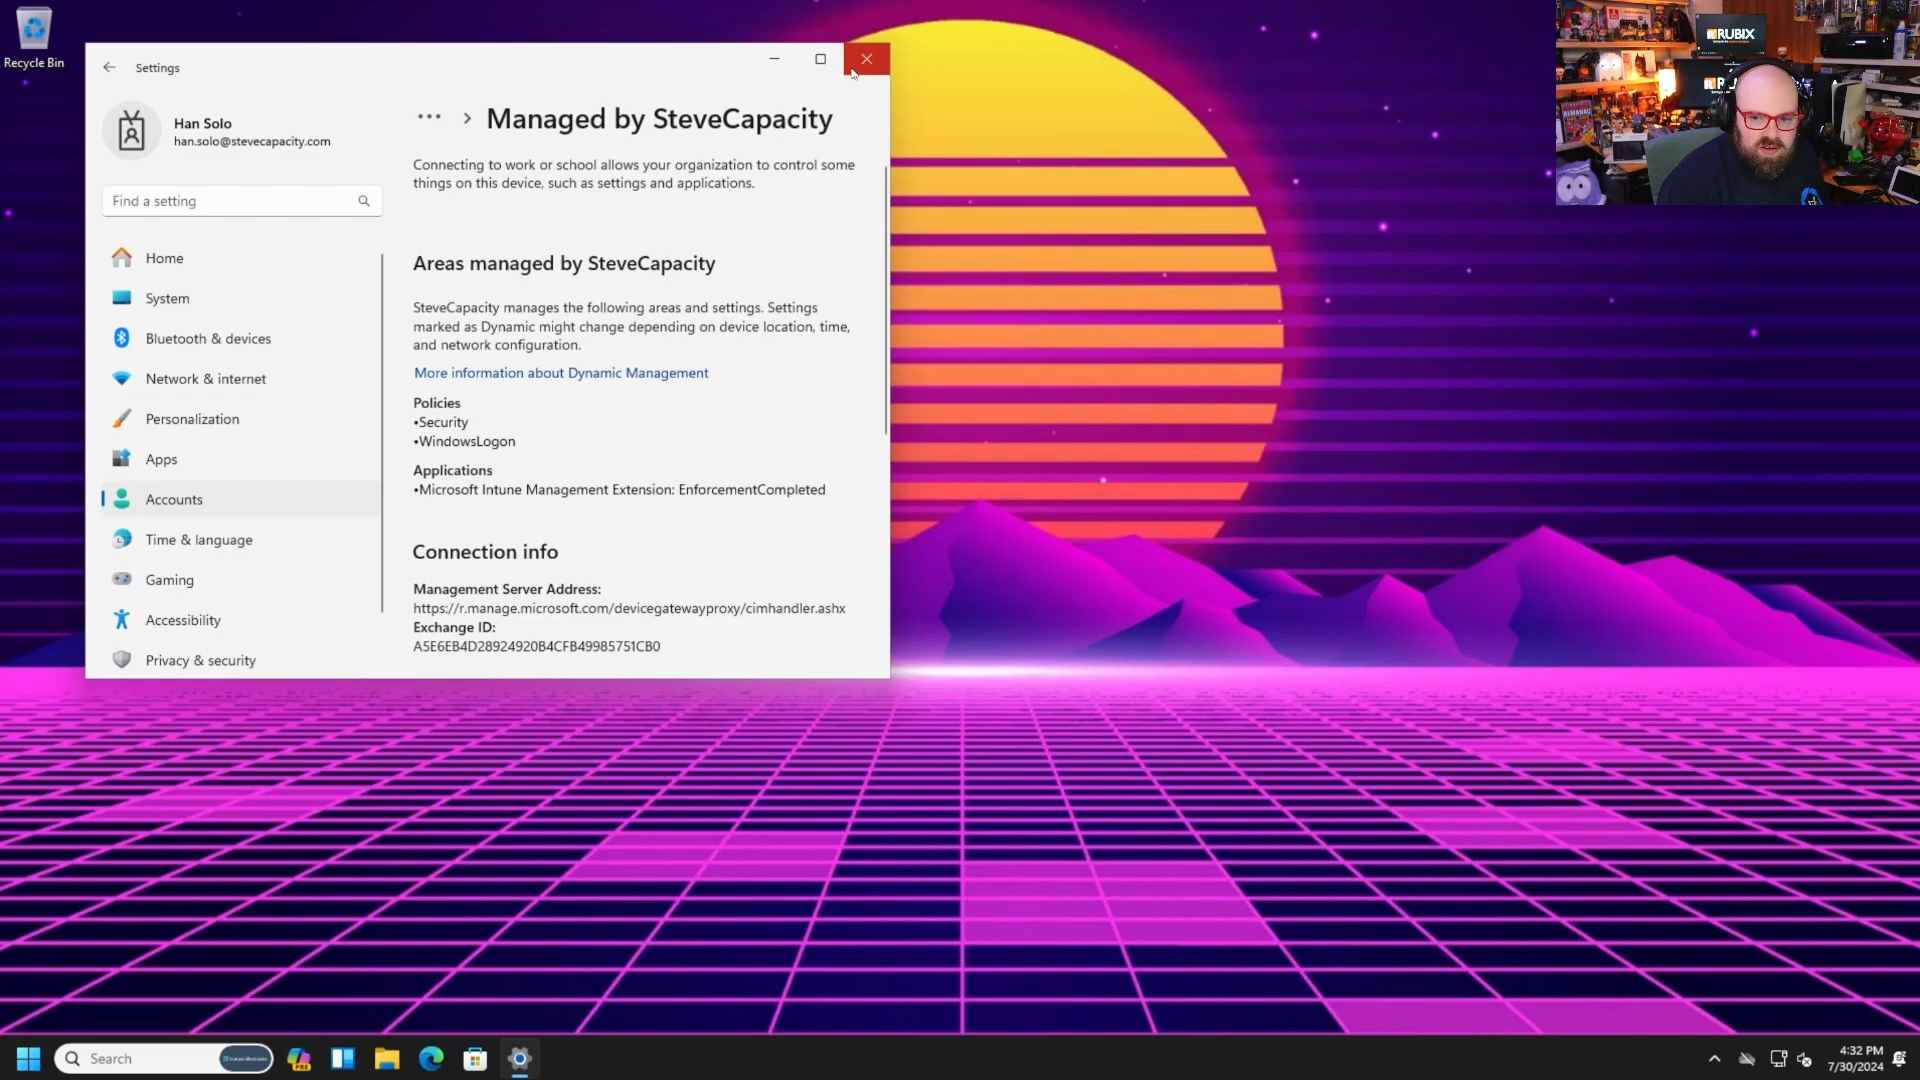 Recycle Bin
Settings
Han Solo
han.solo@stevecapacity.com
Find a setting
Home
System
Bluetooth & devices
Network & internet
Personalization
Apps
Accounts
Time & language
Gaming
Accessibility
Privacy & security
Managed by SteveCapacity
Connecting to work or school allows your organization to control some
things on this device, such as settings and applications.
Areas managed by SteveCapacity
SteveCapacity manages the following areas and settings. Settings
marked as Dynamic might change depending on device location, time,
and network configuration.
More information about Dynamic Management
Policies
•Security
•WindowsLogon
Applications
•Microsoft Intune Management Extension: EnforcementCompleted
Connection info
Management Server Address:
https://r.manage.microsoft.com/devicegatewayproxy/cimhandler.ashx
Exchange ID:
A5E6EB4D28924920B4CFB49985751CB0
RUBIX
Search
PRE
4:32 PM
7/30/2024